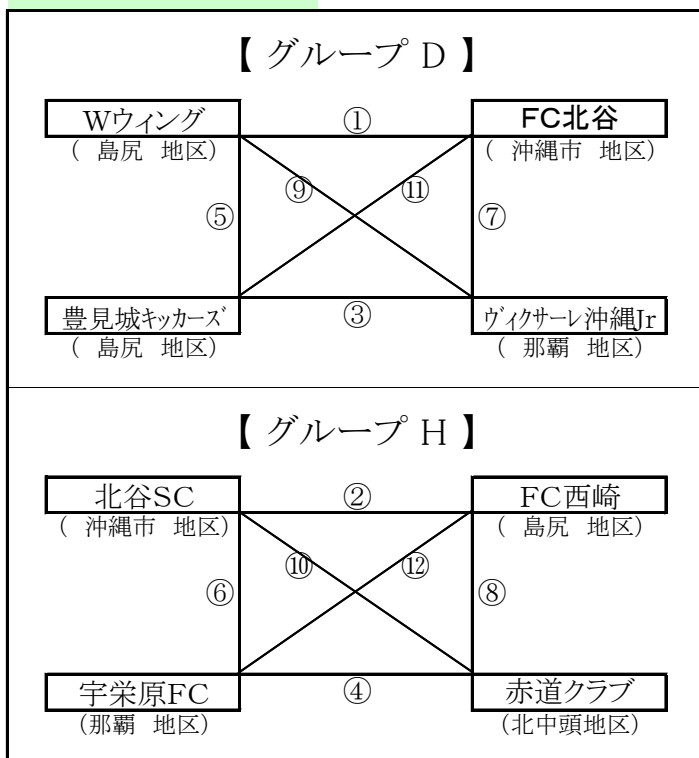 【 グループ D 】
Wウィング ① FC北谷
( 島尻 地区) ( 沖縄市 地区)
⑨ ⑪
⑤ ⑦
豊見城キッカーズ ③ ヴィクサーレ沖縄Jr
( 島尻 地区) ( 那覇 地区)
【 グループ H 】
北谷SC ② FC西崎
( 沖縄市 地区) ( 島尻 地区)
⑩ ⑫
⑥ ⑧
宇栄原FC ④ 赤道クラブ
(那覇 地区) (北中頭地区)